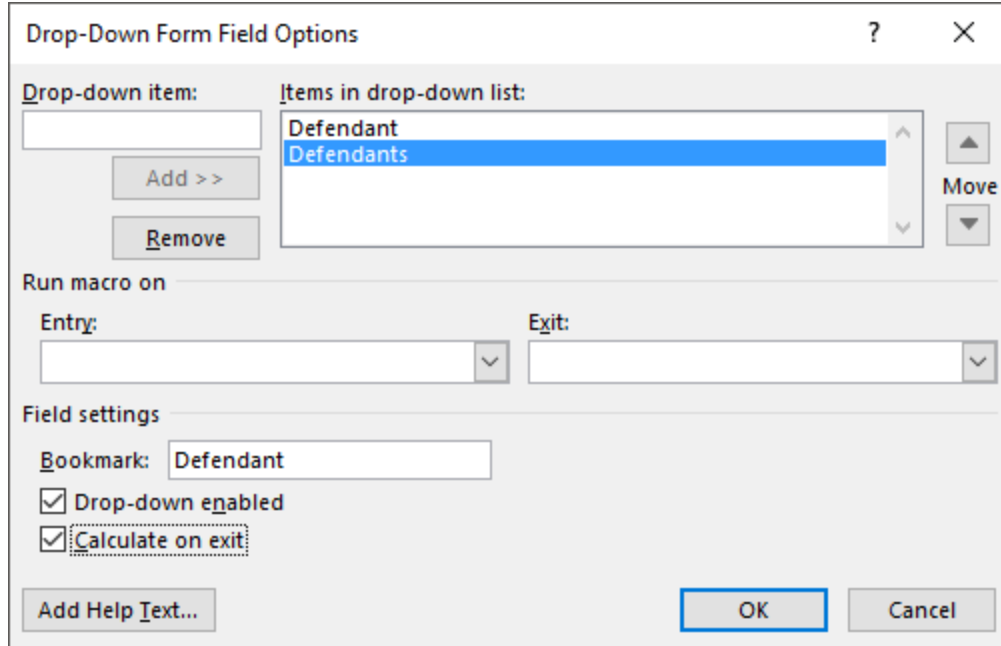 Drop-Down Form Field Options ?
Drop-down item: Items in drop-down list:
Defendant
Defendants
Add >>
Move
Remove
Run macro on
Entry: Exit:
Field settings
Bookmark: Defendant
Drop-down enabled
Calculate on exit
Add Help Text... OK Cancel